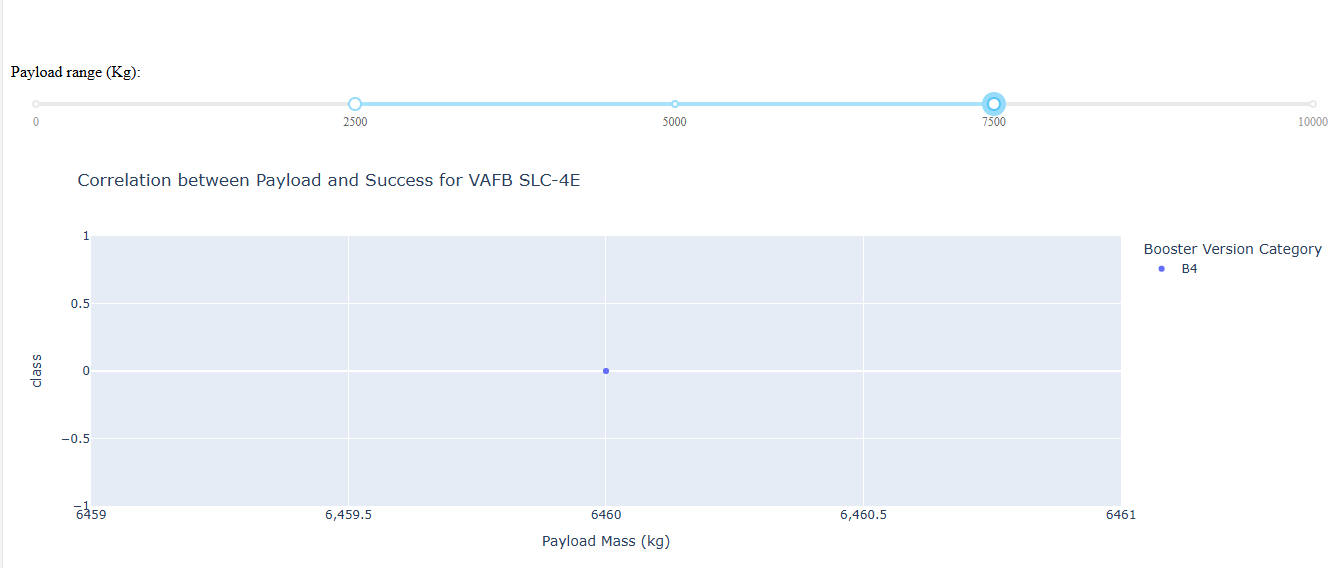 Payload range (Kg):
0 2500 5000 7500 10000
Correlation between Payload and Success for VAFB SLC-4E
1
Booster Version Category
B4
0.5
class
0
−0.5
−1
6459 6,459.5 6460 6,460.5 6461
Payload Mass (kg)